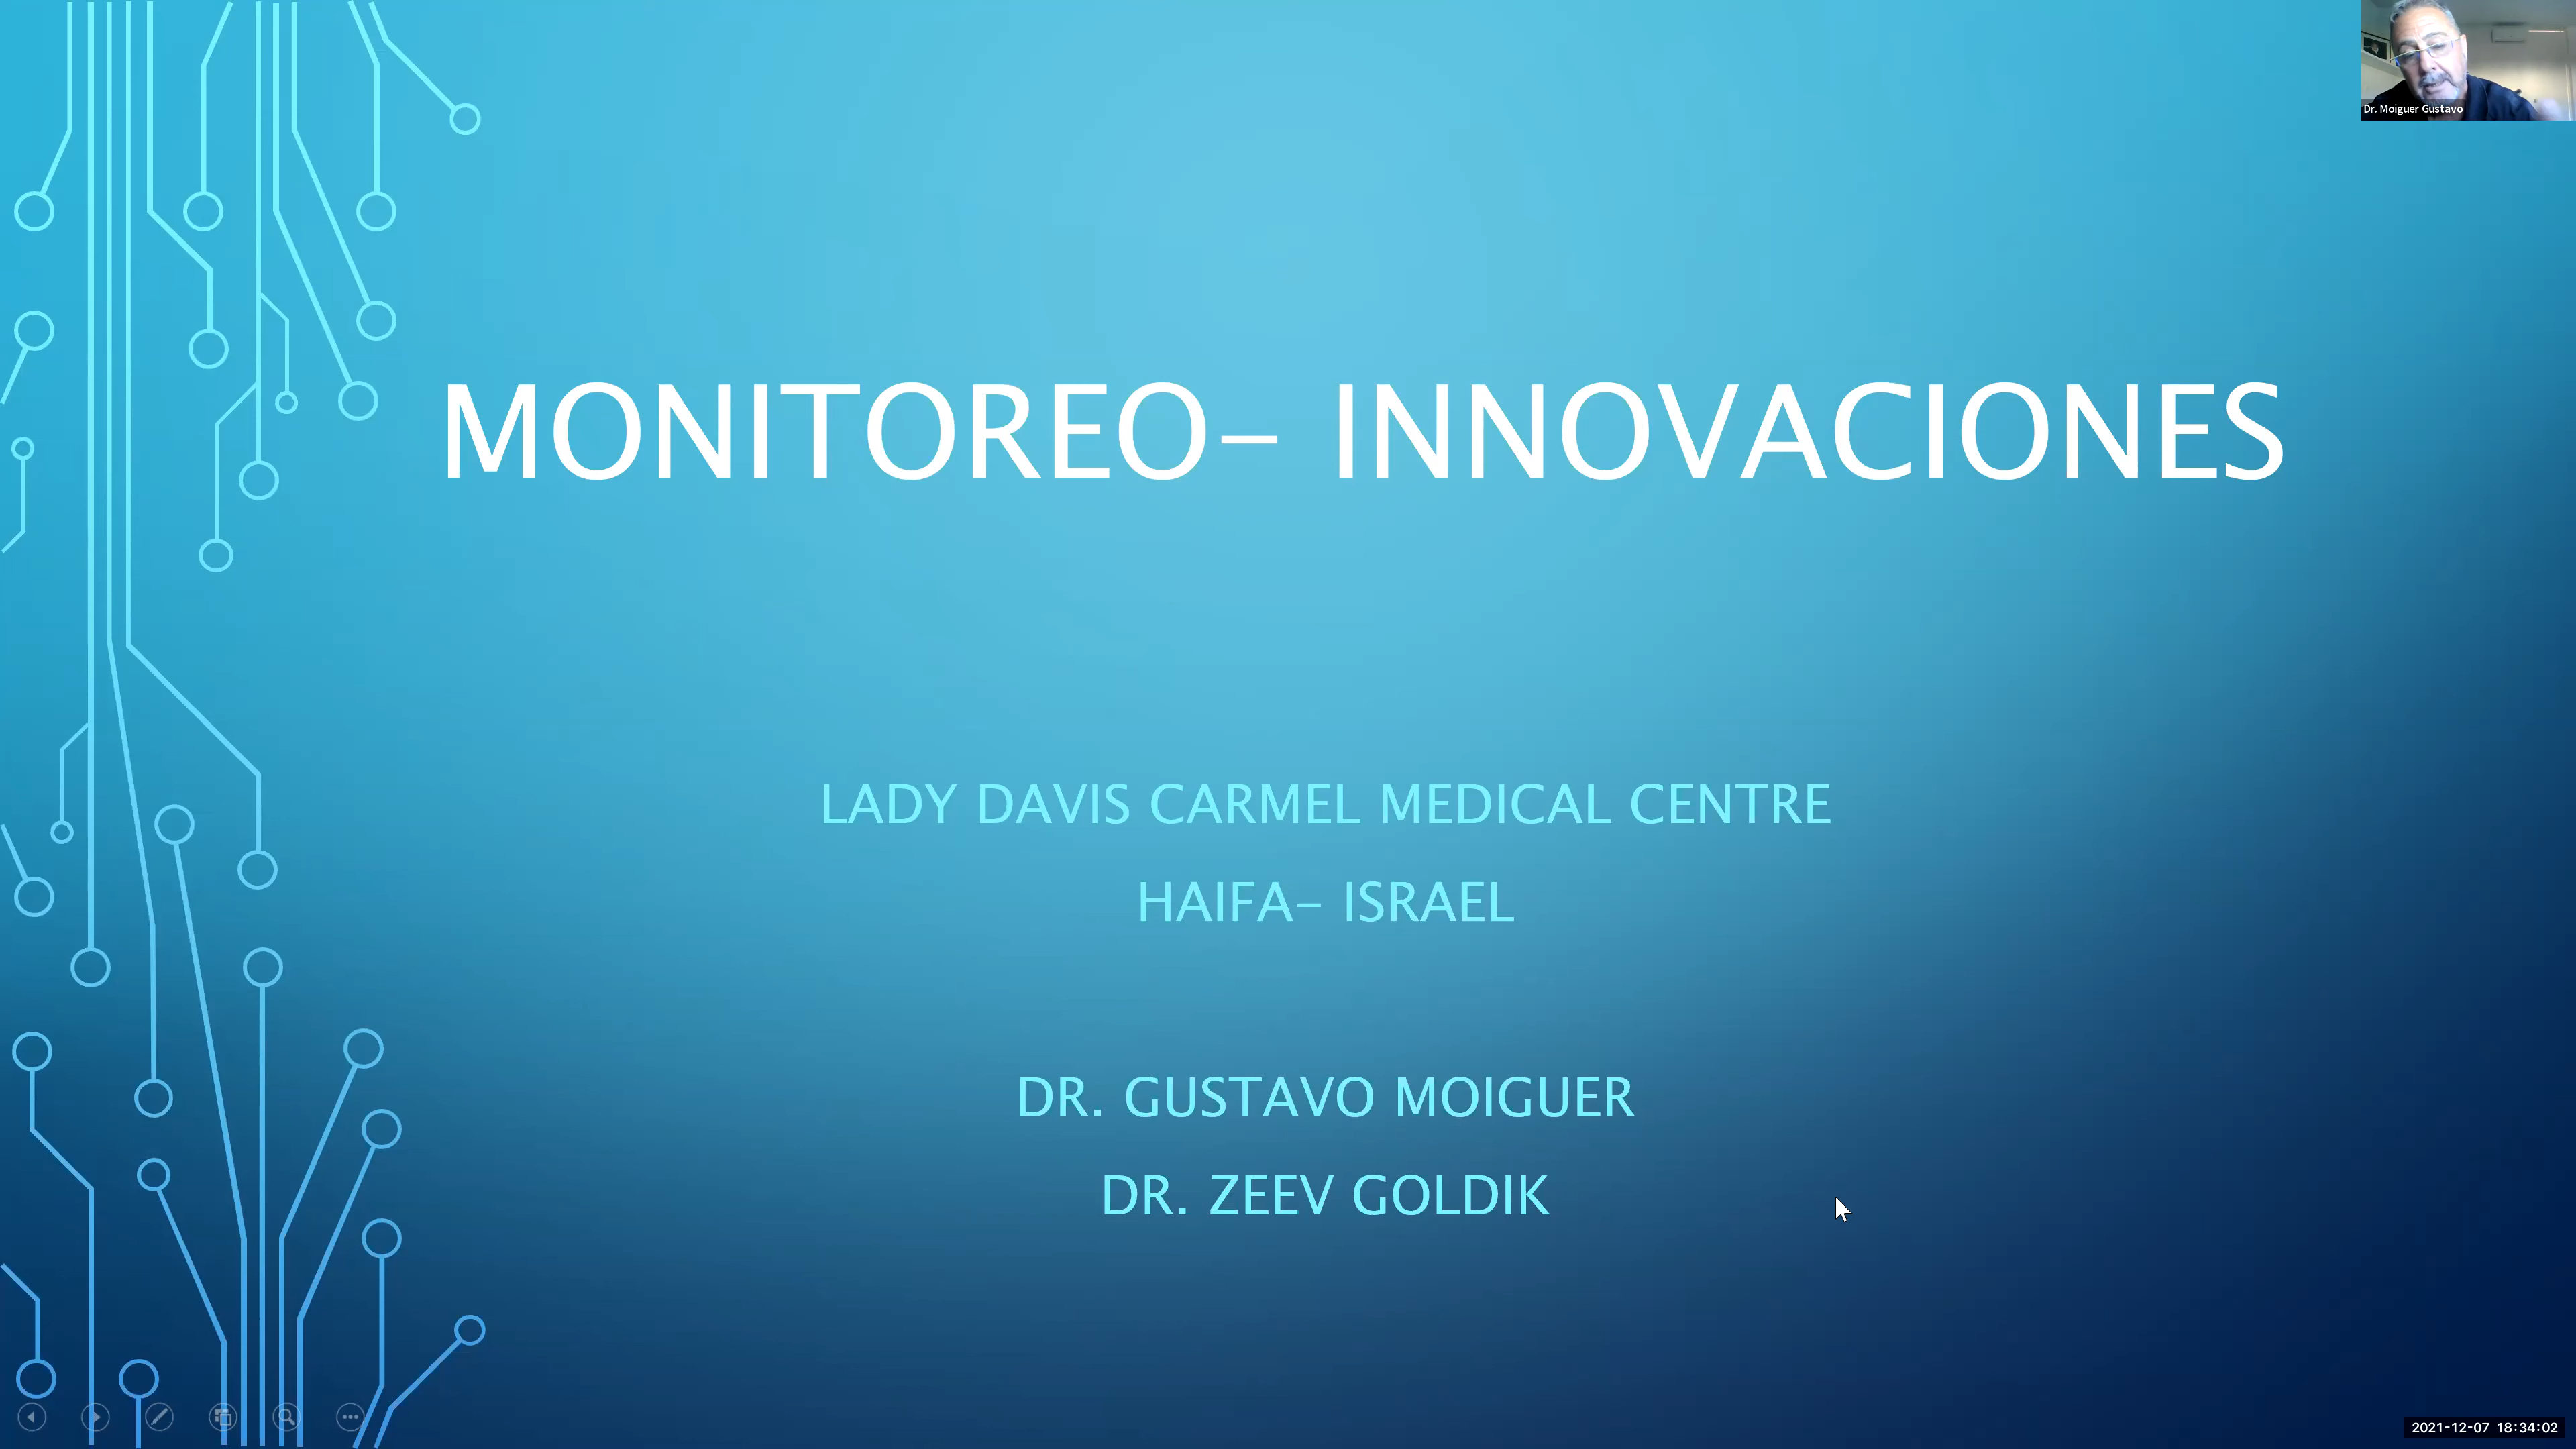 Dr. Moiguer Gustavo
MONITOREO- INNOVACIONES
LADY DAVIS CARMEL MEDICAL CENTRE
HAIFA- ISRAEL
DR. GUSTAVO MOIGUER
DR. ZEEV GOLDIK
2021-12-07 18:34:02